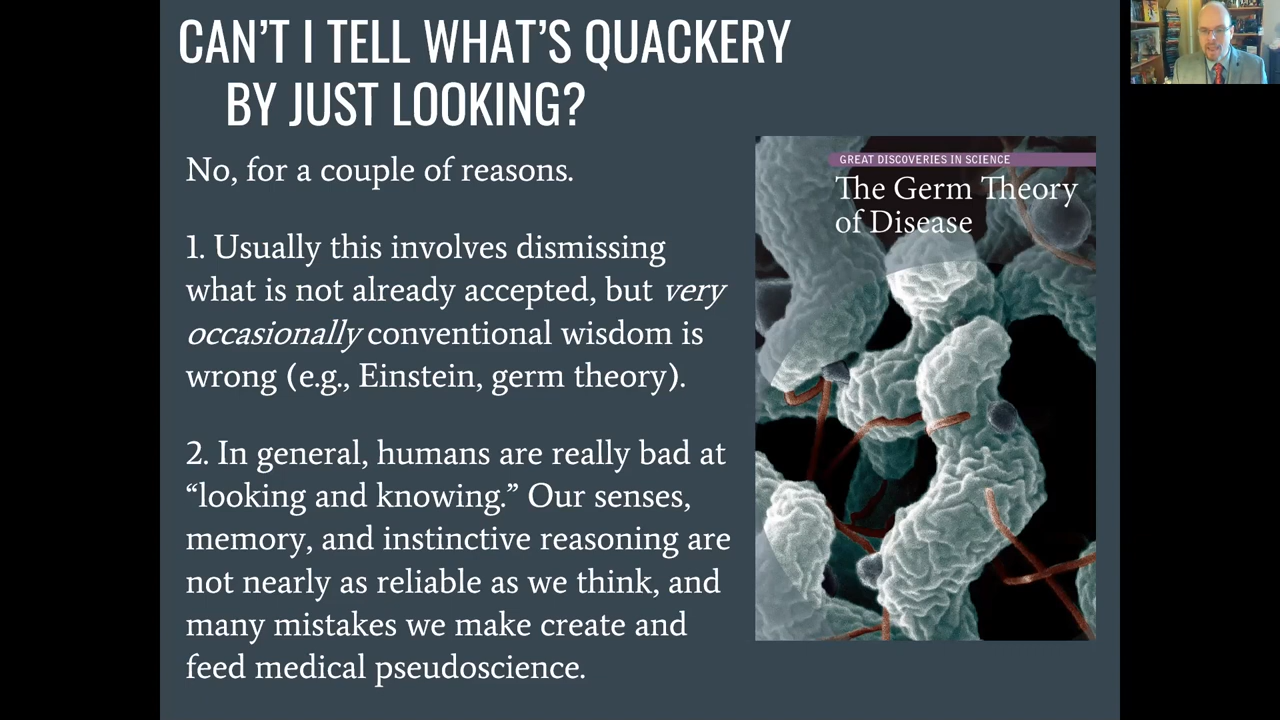 CAN'T I TELL WHAT'S QUACKERY
BY JUST LOOKING?
No, for a couple of reasons.
1. Usually this involves dismissing
what is not already accepted, but very
occasionally conventional wisdom is
wrong (e.g., Einstein, germ theory).
2. In general, humans are really bad at
“looking and knowing.” Our senses,
memory, and instinctive reasoning are
not nearly as reliable as we think, and
many mistakes we make create and
feed medical pseudoscience.
GREAT DISCOVERIES IN SCIENCE
The Germ Theory
of Disease